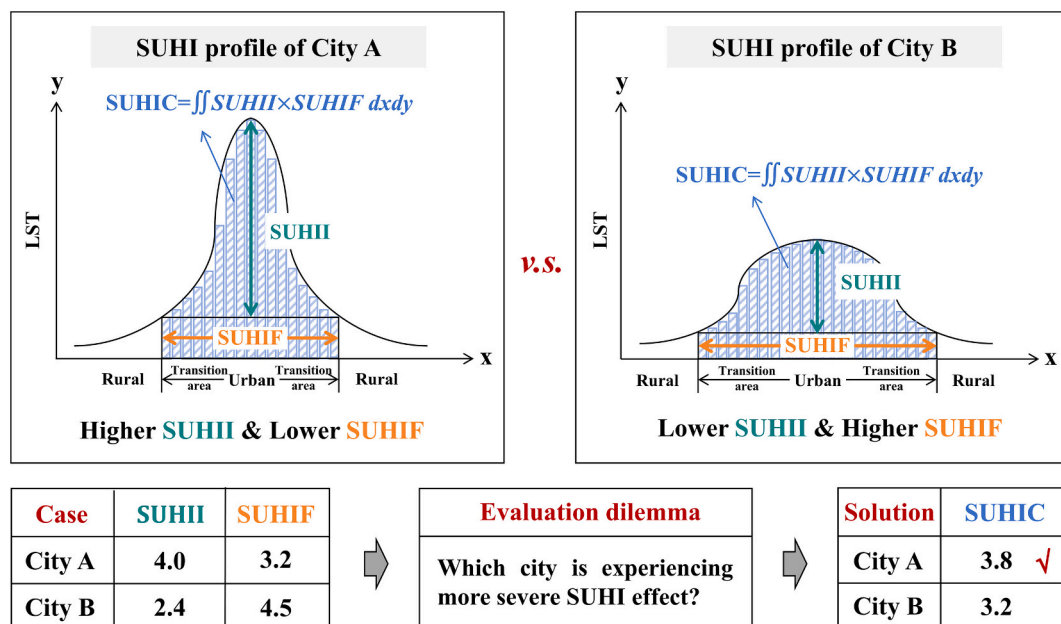 SUHI profile of City A
y
SUHIC=∬SUHII×SUHIF dxdy
LST
SUHII
SUHIF
x
Rural
Transition area
Urban
Transition area
Rural
Higher SUHII & Lower SUHIF
v.s.
SUHI profile of City B
y
SUHIC=∬SUHII×SUHIF dxdy
LST
SUHII
SUHIF
x
Rural
Transition area
Urban
Transition area
Rural
Lower SUHII & Higher SUHIF
Case SUHII SUHIF
City A 4.0 3.2
City B 2.4 4.5
Evaluation dilemma
Which city is experiencing
more severe SUHI effect?
Solution SUHIC
City A 3.8 √
City B 3.2